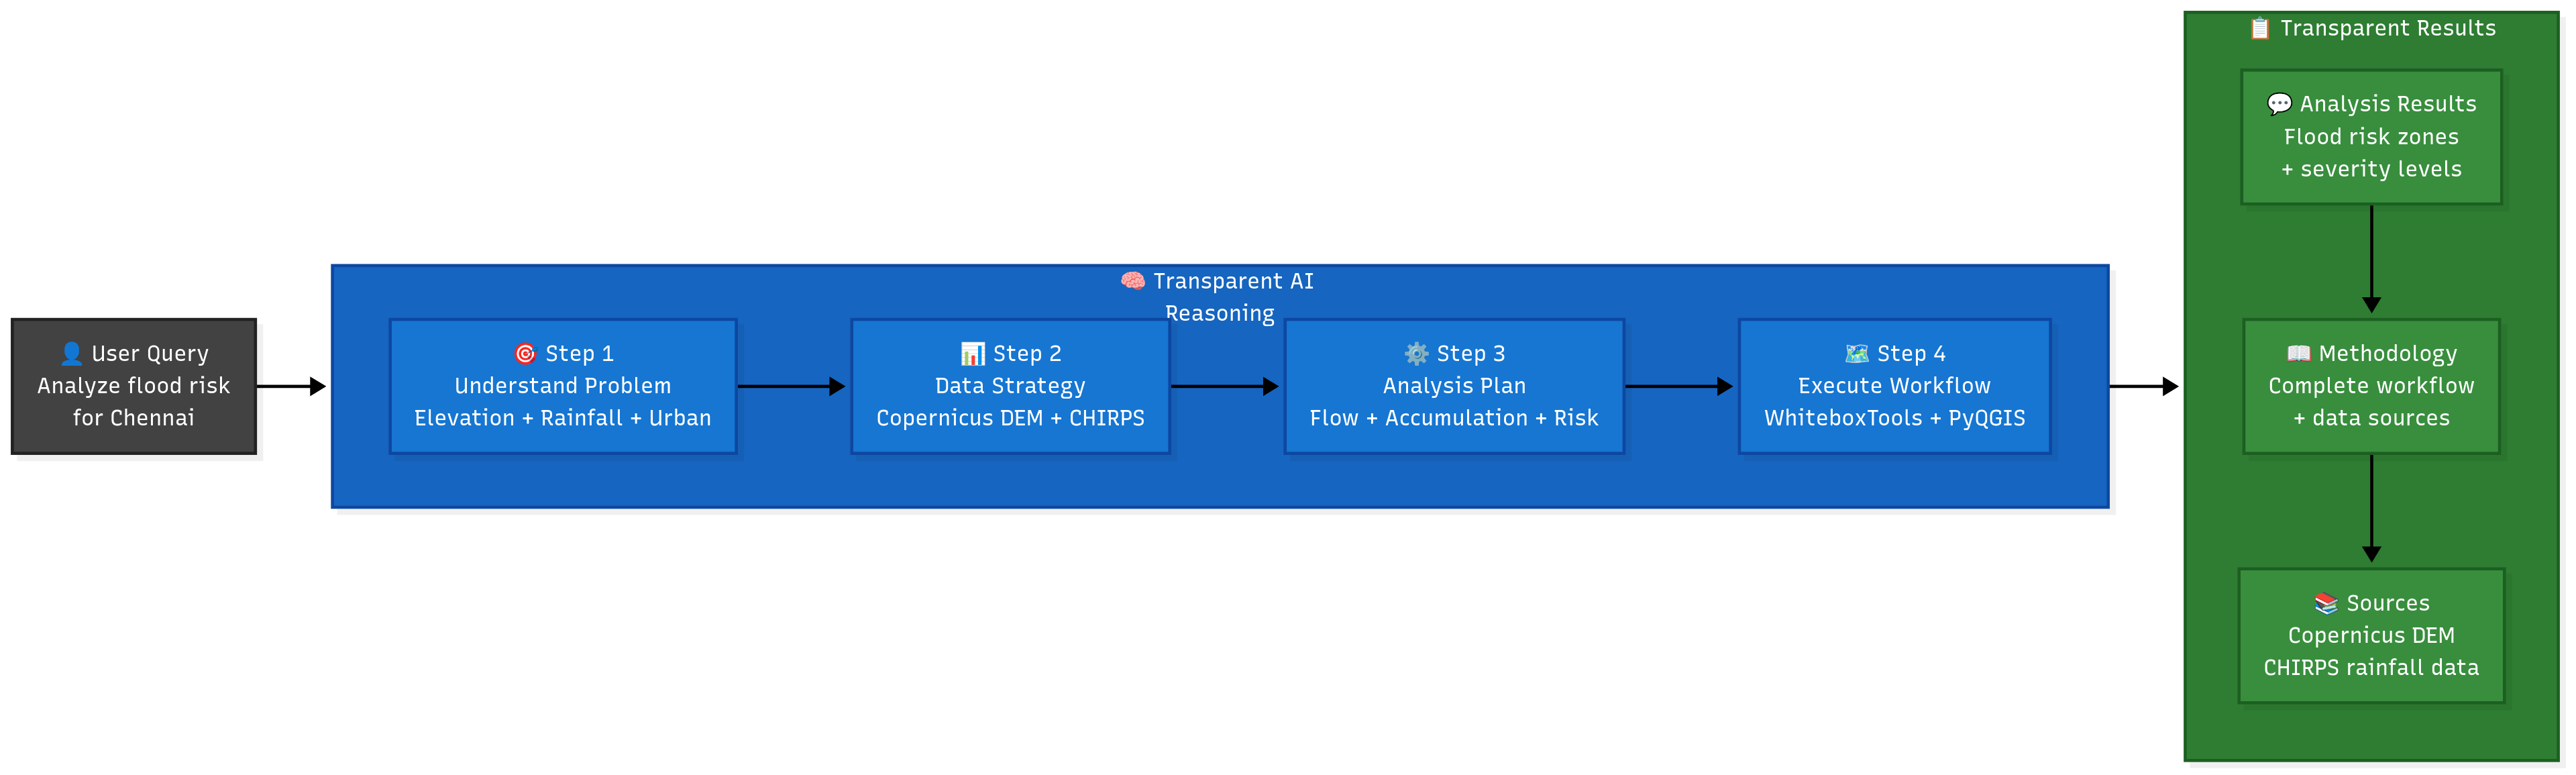 👤 User Query
Analyze flood risk
for Chennai
🧠 Transparent AI
Reasoning
🎯 Step 1
Understand Problem
Elevation + Rainfall + Urban
📊 Step 2
Data Strategy
Copernicus DEM + CHIRPS
⚙️ Step 3
Analysis Plan
Flow + Accumulation + Risk
🗺️ Step 4
Execute Workflow
WhiteboxTools + PyQGIS
📋 Transparent Results
💬 Analysis Results
Flood risk zones
+ severity levels
📖 Methodology
Complete workflow
+ data sources
📚 Sources
Copernicus DEM
CHIRPS rainfall data